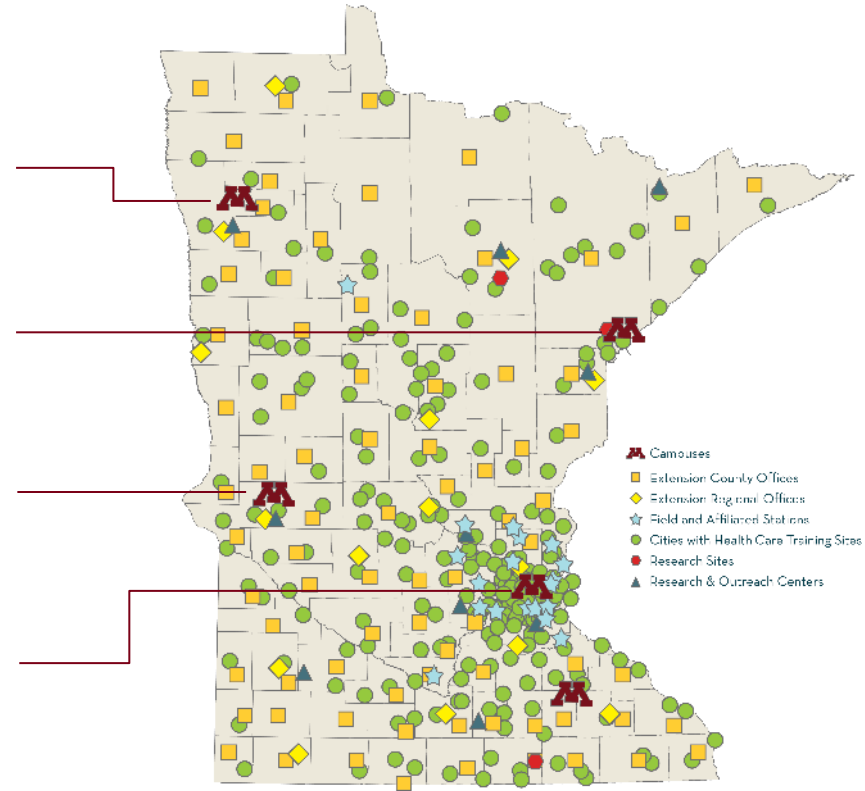 Campuses
Extension County Offices
Extension Regional Offices
Field and Affiliated Stations
Cities with Health Care Training Sites
Research Sites
Research & Outreach Centers